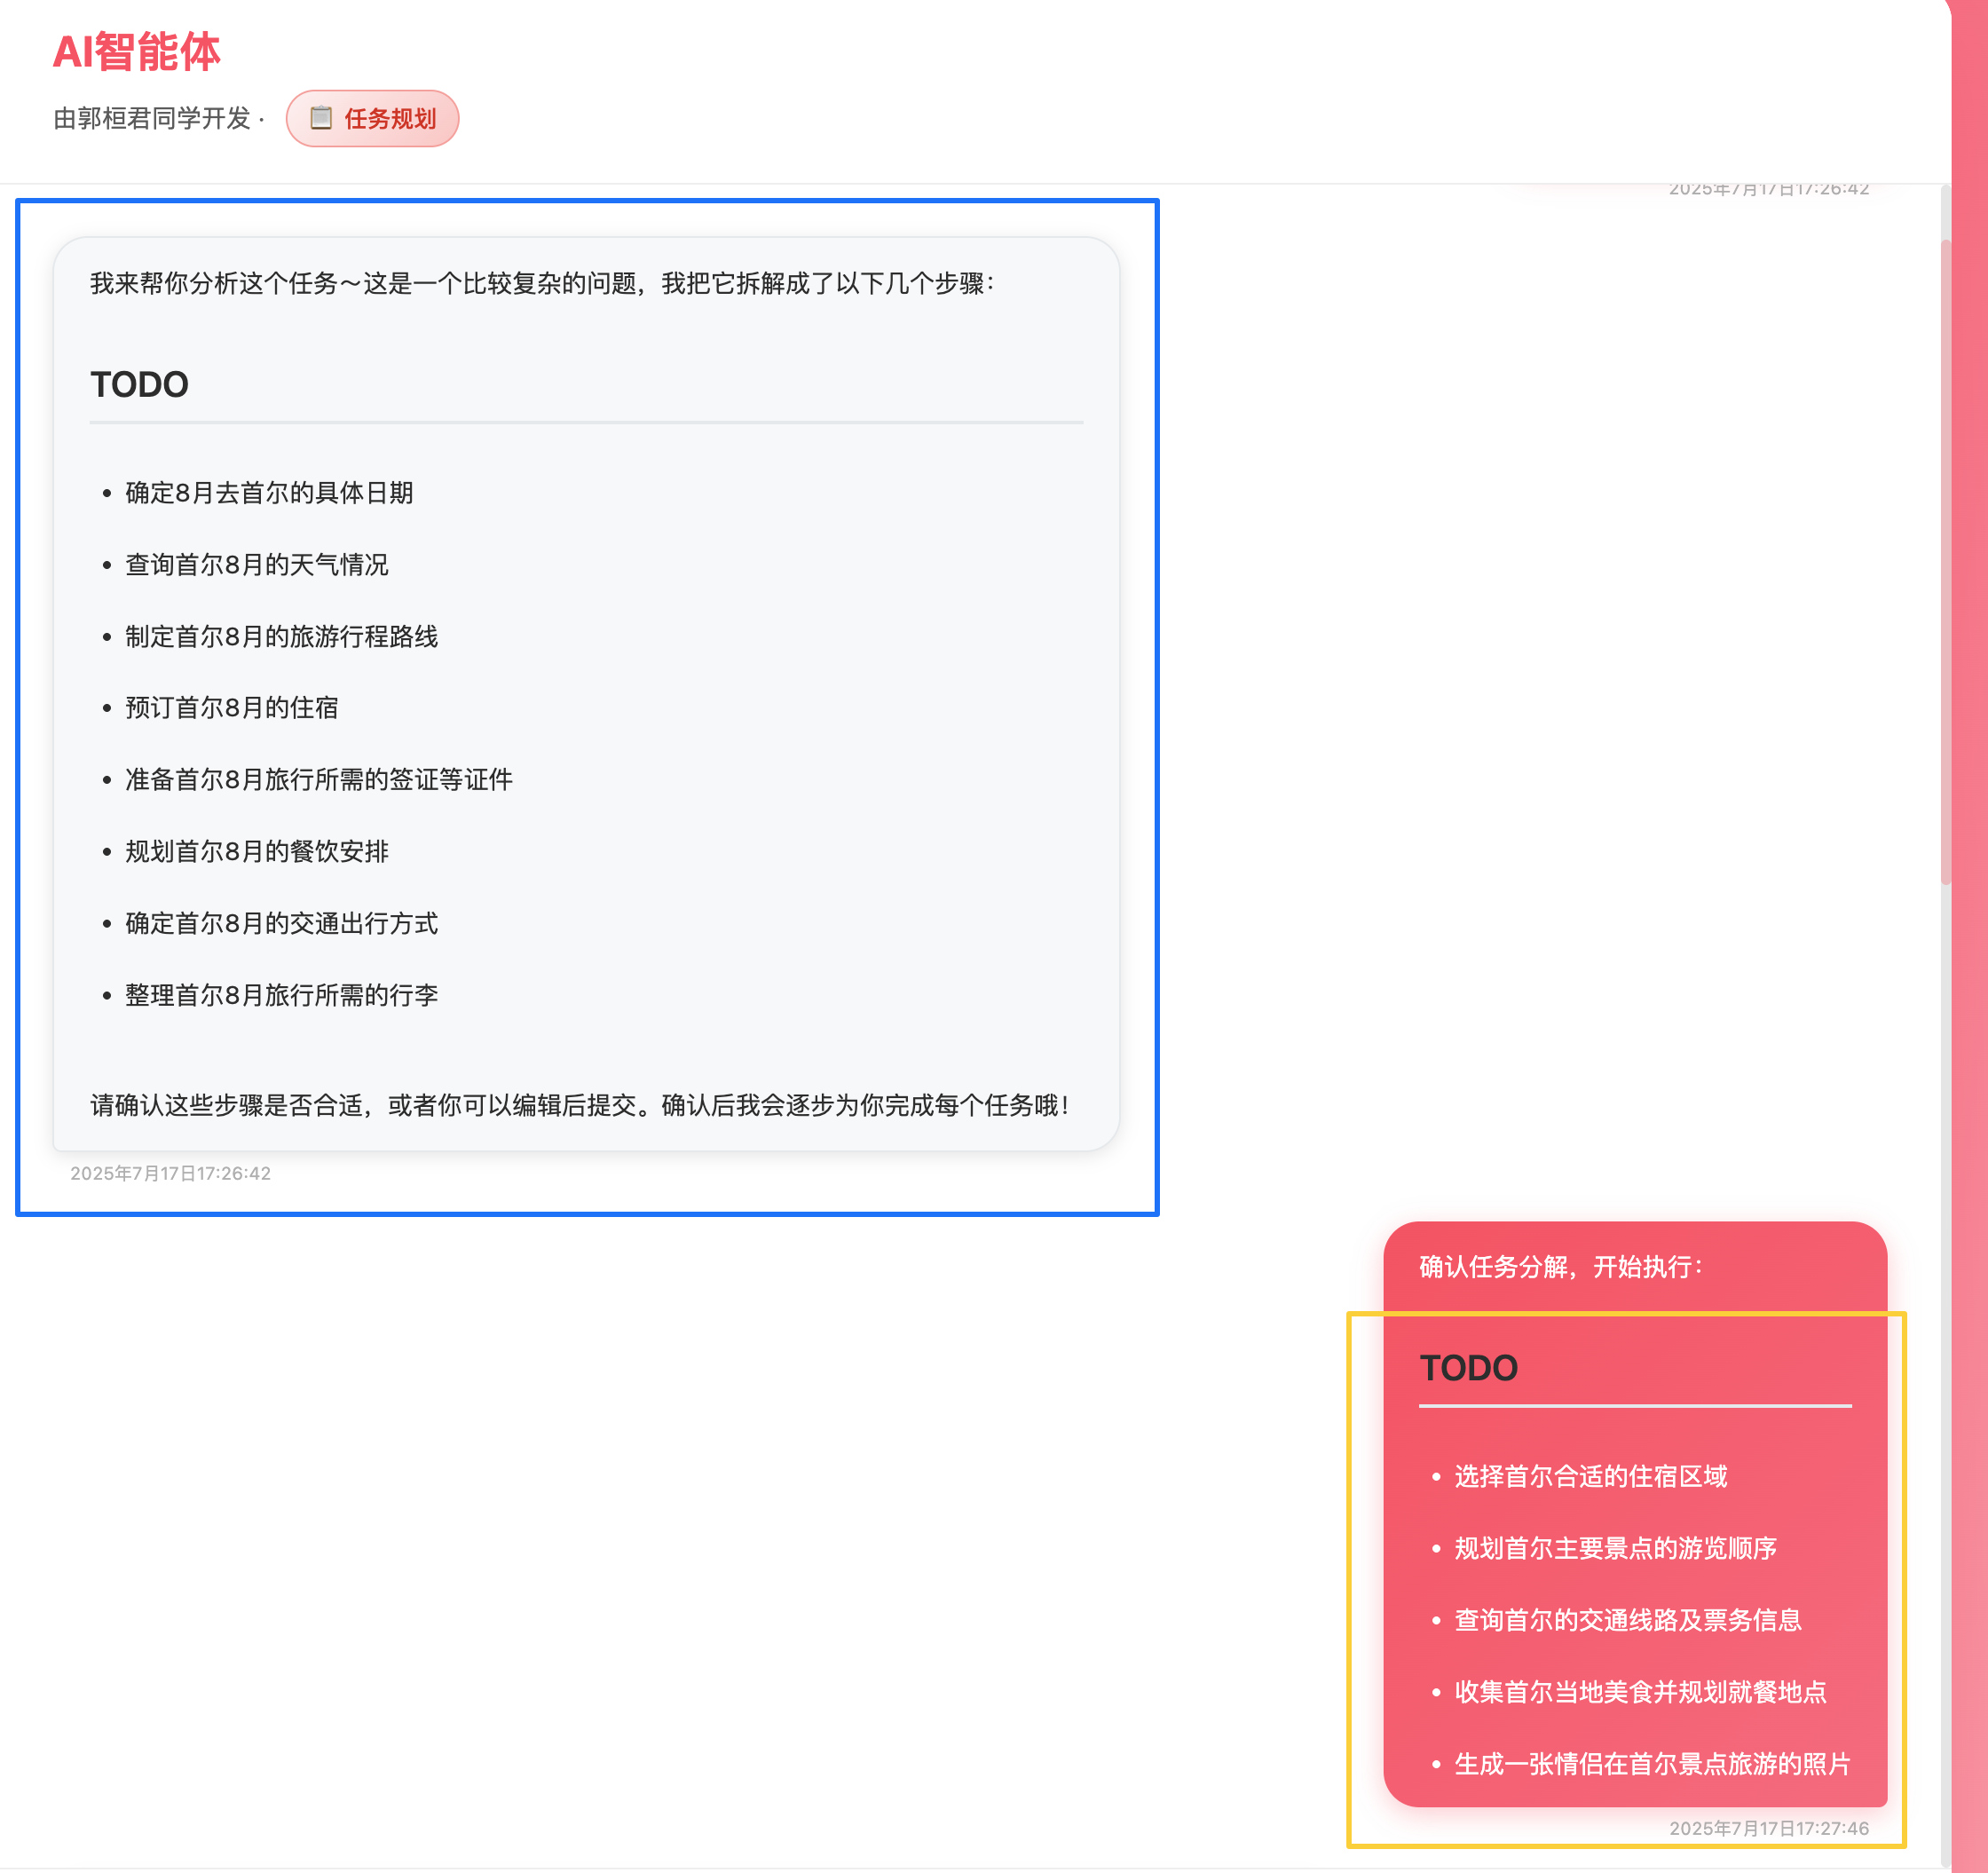 AI智能体
由郭桓君同学开发 · 📋 任务规划
2025年7月17日17:26:42
我来帮你分析这个任务～这是一个比较复杂的问题，我把它拆解成了以下几个步骤：
TODO
• 确定8月去首尔的具体日期
• 查询首尔8月的天气情况
• 制定首尔8月的旅游行程路线
• 预订首尔8月的住宿
• 准备首尔8月旅行所需的签证等证件
• 规划首尔8月的餐饮安排
• 确定首尔8月的交通出行方式
• 整理首尔8月旅行所需的行李
请确认这些步骤是否合适，或者你可以编辑后提交。确认后我会逐步为你完成每个任务哦！
2025年7月17日17:26:42
确认任务分解，开始执行：
TODO
• 选择首尔合适的住宿区域
• 规划首尔主要景点的游览顺序
• 查询首尔的交通线路及票务信息
• 收集首尔当地美食并规划就餐地点
• 生成一张情侣在首尔景点旅游的照片
2025年7月17日17:27:46